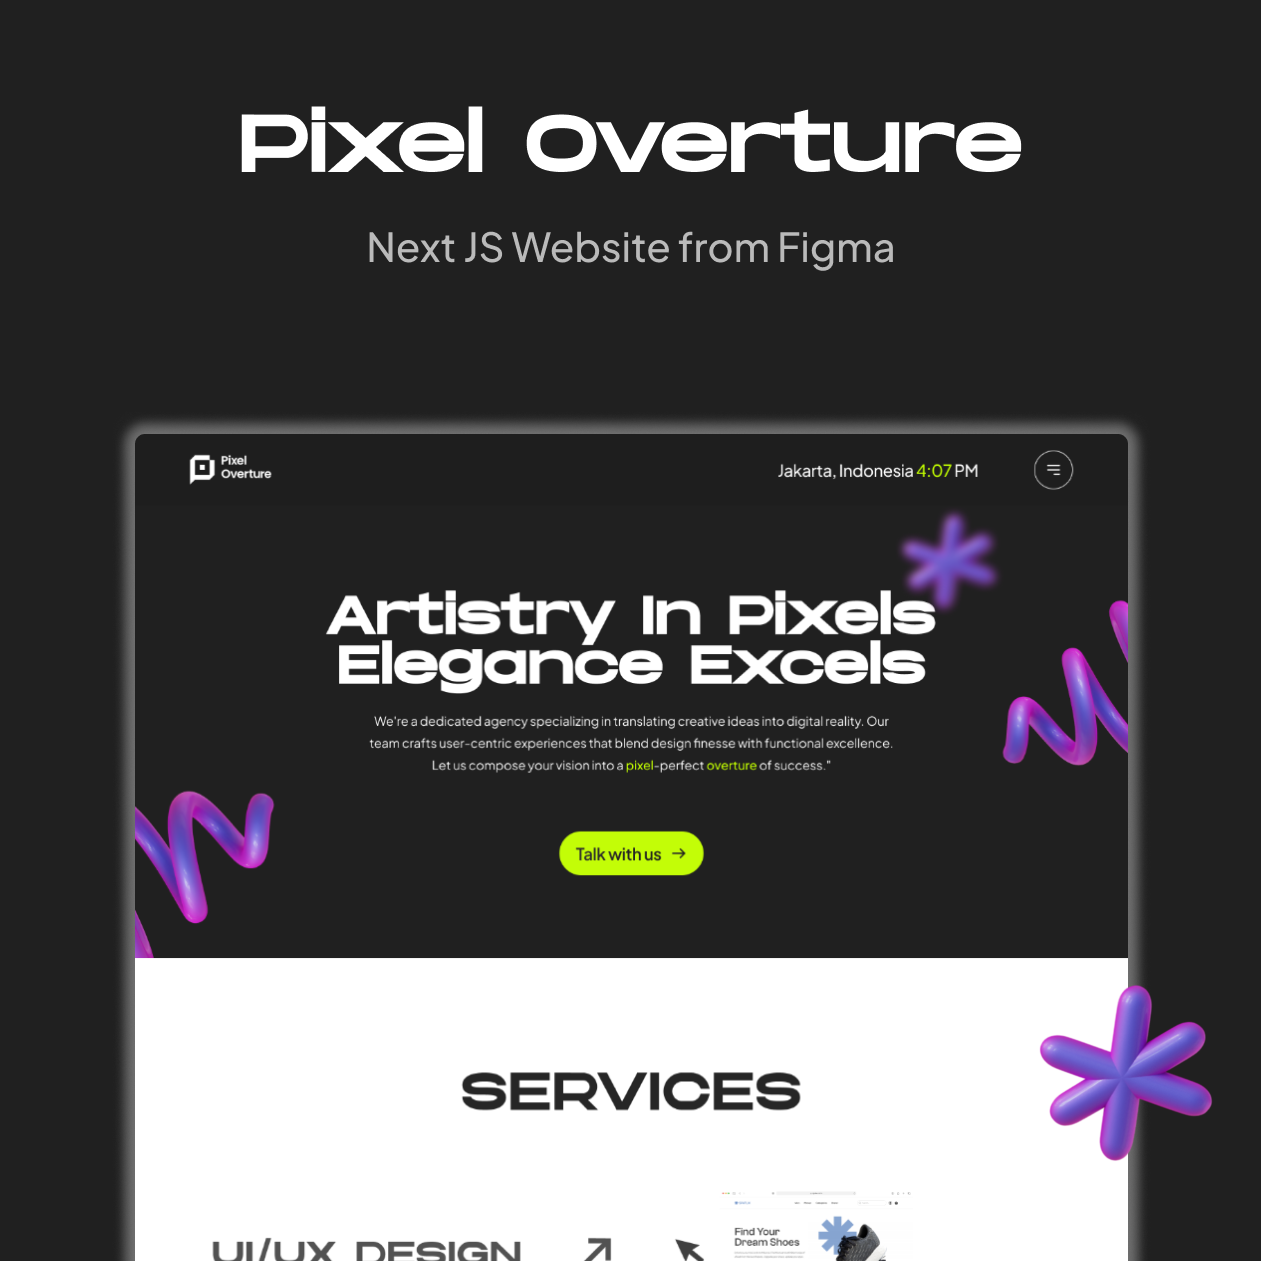 Pixel Overture
Next JS Website from Figma
Pixel
Overture
Jakarta, Indonesia 4:07 PM
Artistry In Pixels
Elegance Excels
We're a dedicated agency specializing in translating creative ideas into digital reality. Our
team crafts user-centric experiences that blend design finesse with functional excellence.
Let us compose your vision into a pixel-perfect overture of success."
Talk with us
SERVICES
UI/UX DESIGN
Find Your
Dream Shoes